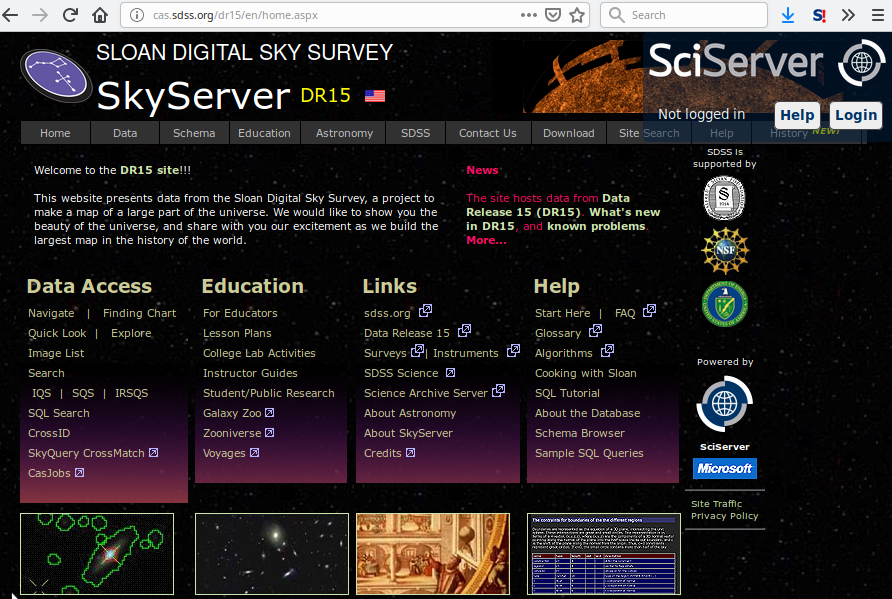 cas.sdss.org/dr15/en/home.aspx
Search
SLOAN DIGITAL SKY SURVEY
SkyServer DR15
SciServer
Not logged in Help Login
Home Data Schema Education Astronomy SDSS Contact Us Download Site Search Help History NEW!
Welcome to the DR15 site!!!
This website presents data from the Sloan Digital Sky Survey, a project to
make a map of a large part of the universe. We would like to show you the
beauty of the universe, and share with you our excitement as we build the
largest map in the history of the world.
News
The site hosts data from Data
Release 15 (DR15). What's new
in DR15, and known problems.
More...
SDSS is
supported by
NSF
Data Access
Navigate | Finding Chart
Quick Look | Explore
Image List
Search
IQS | SQS | IRSQS
SQL Search
CrossID
SkyQuery CrossMatch
CasJobs
Education
For Educators
Lesson Plans
College Lab Activities
Instructor Guides
Student/Public Research
Galaxy Zoo
Zooniverse
Voyages
Links
sdss.org
Data Release 15
Surveys | Instruments
SDSS Science
Science Archive Server
About Astronomy
About SkyServer
Credits
Help
Start Here | FAQ
Glossary
Algorithms
Cooking with Sloan
SQL Tutorial
About the Database
Schema Browser
Sample SQL Queries
Powered by
SciServer
Microsoft
Site Traffic
Privacy Policy
The constraints for boundaries of the the different regions